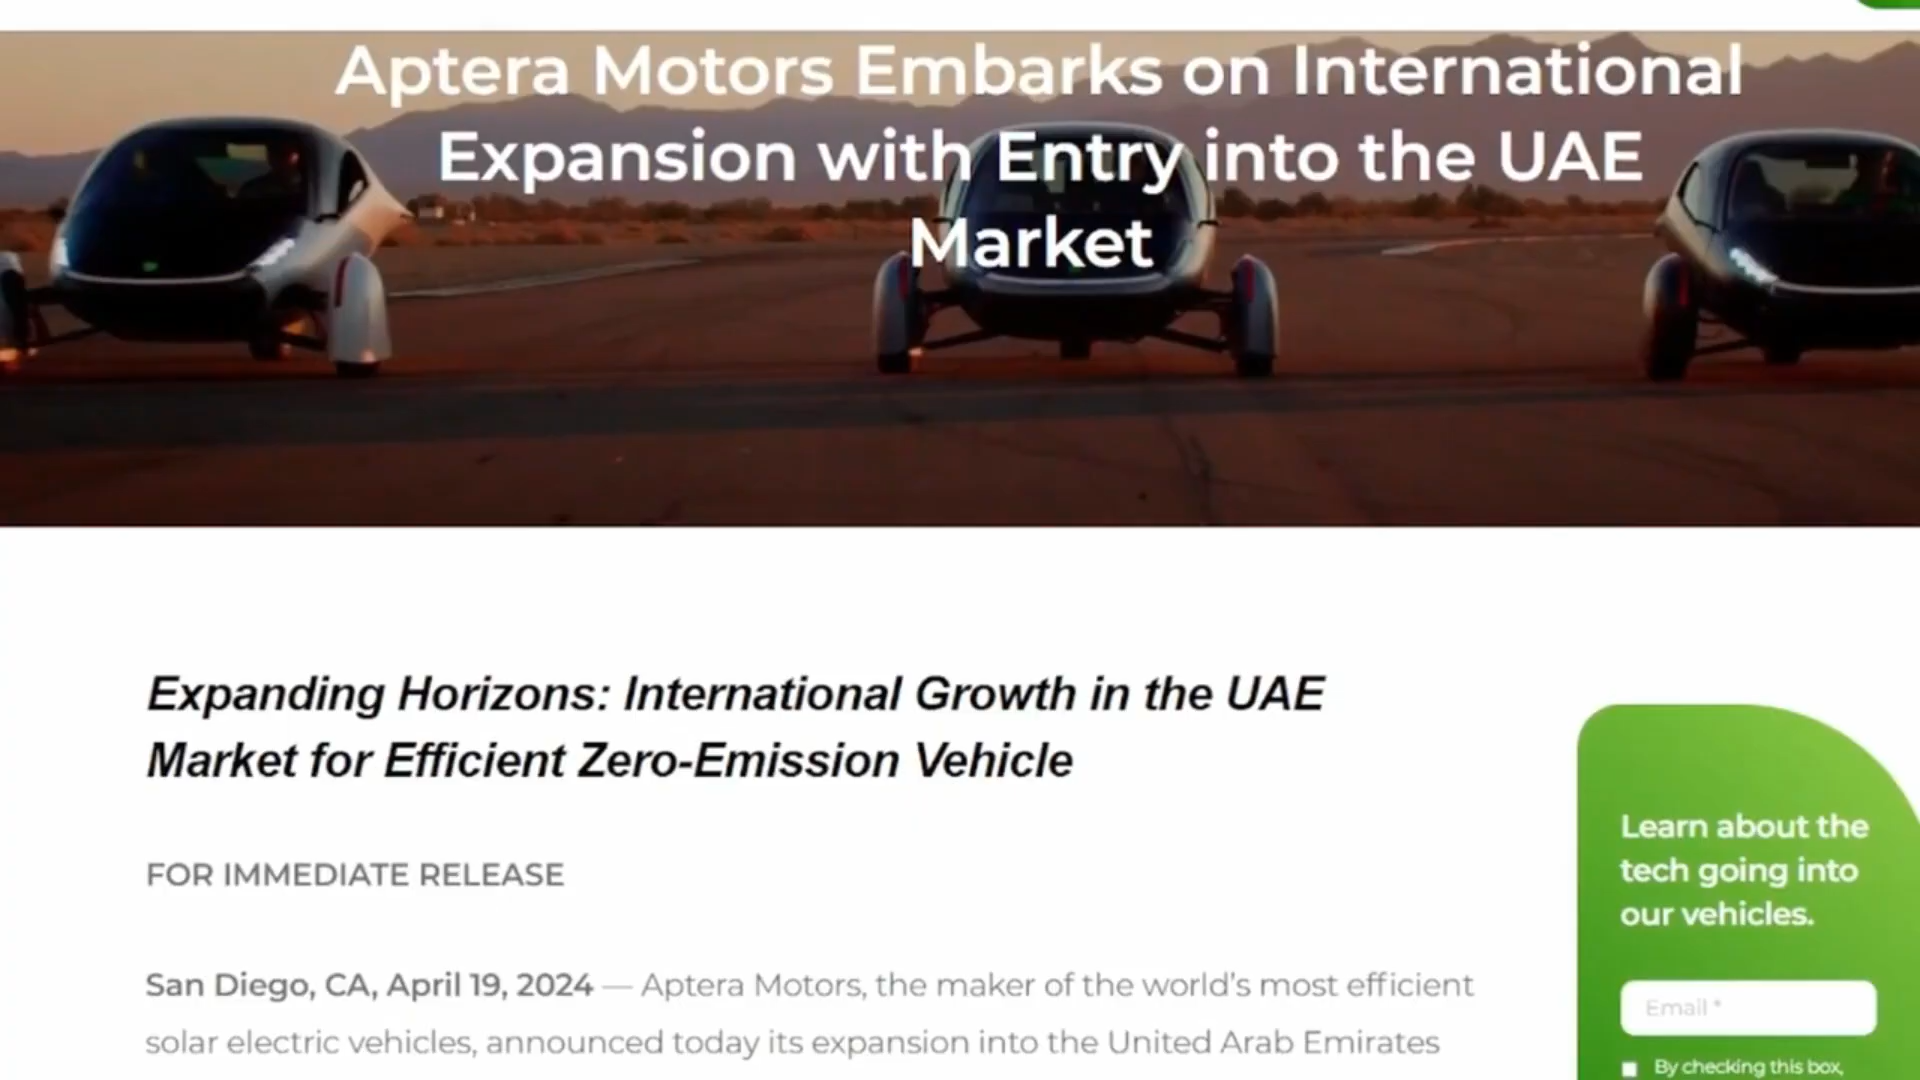 Aptera Motors Embarks on International
Expansion with Entry into the UAE
Market
Expanding Horizons: International Growth in the UAE
Market for Efficient Zero-Emission Vehicle
FOR IMMEDIATE RELEASE
San Diego, CA, April 19, 2024 — Aptera Motors, the maker of the world's most efficient
solar electric vehicles, announced today its expansion into the United Arab Emirates
Learn about the
tech going into
our vehicles.
Email *
By checking this box,